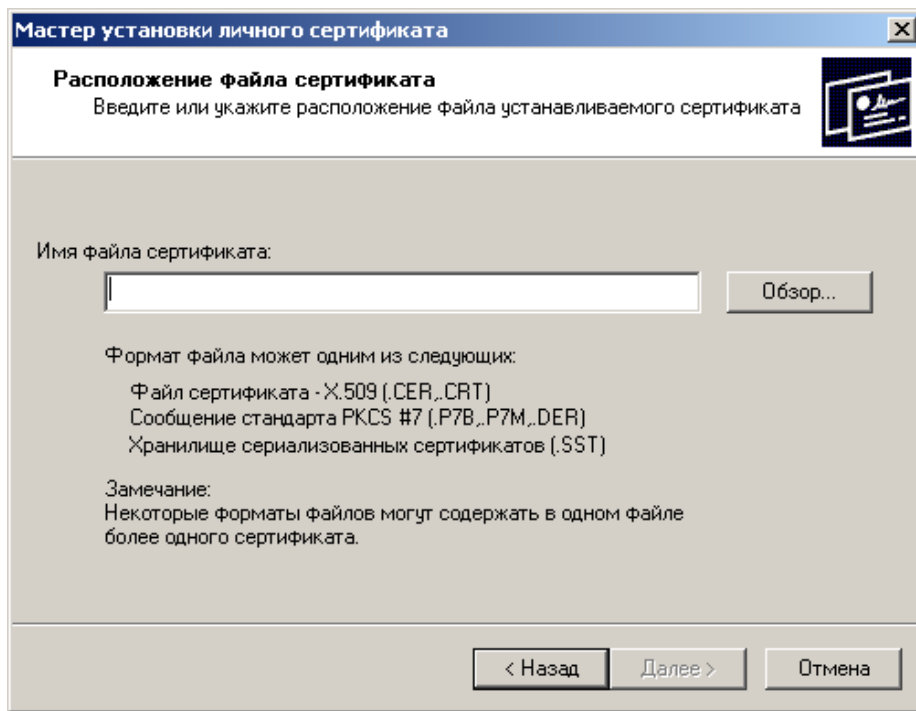 Мастер установки личного сертификата
Расположение файла сертификата
Введите или укажите расположение файла устанавливаемого сертификата
Имя файла сертификата:
Обзор...
Формат файла может одним из следующих:
Файл сертификата - X.509 (.CER,.CRT)
Сообщение стандарта PKCS #7 (.P7B,.P7M,.DER)
Хранилище сериализованных сертификатов (.SST)
Замечание:
Некоторые форматы файлов могут содержать в одном файле
более одного сертификата.
< Назад
Далее >
Отмена